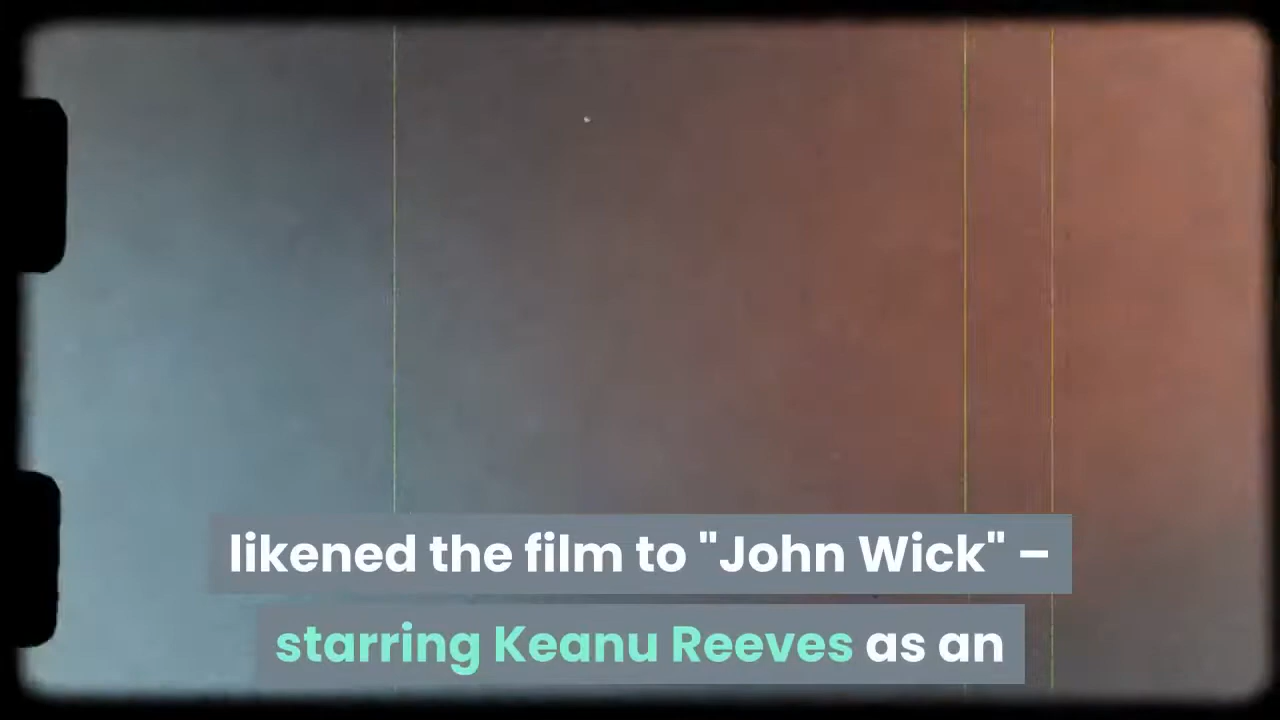 likened the film to "John Wick" –
starring Keanu Reeves as an